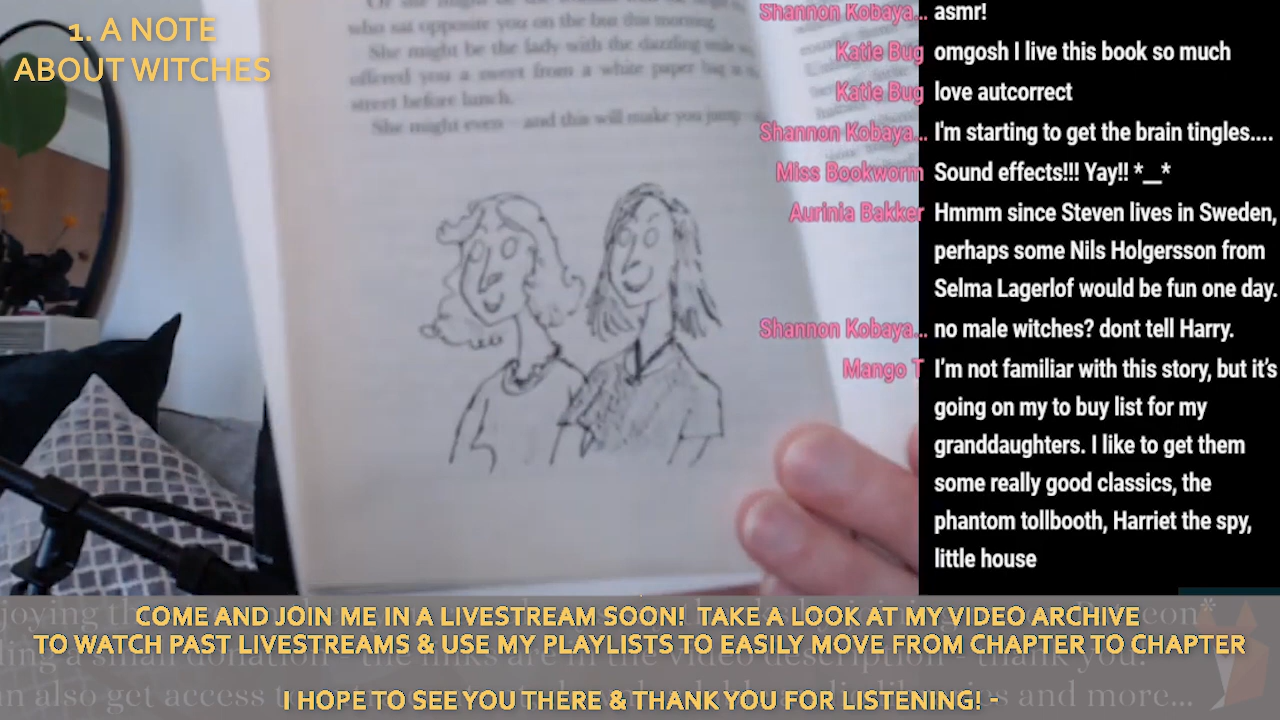 1. A NOTE
ABOUT WITCHES
who sat opposite you on the bus this morning.
She might be the lady with the dazzling smile
offered you a sweet from a white paper bag
street before lunch.
She might even and this will make you jump
Shannon Kobaya... asmr!
Katie Bug omgosh I live this book so much
Katie Bug love autcorrect
Shannon Kobaya... I'm starting to get the brain tingles....
Miss Bookworm Sound effects!!! Yay!! *__*
Aurinia Bakker Hmmm since Steven lives in Sweden,
perhaps some Nils Holgersson from
Selma Lagerlof would be fun one day.
Shannon Kobaya... no male witches? dont tell Harry.
Mango T I'm not familiar with this story, but it's
going on my to buy list for my
granddaughters. I like to get them
some really good classics, the
phantom tollbooth, Harriet the spy,
little house
COME AND JOIN ME IN A LIVESTREAM SOON! TAKE A LOOK AT MY VIDEO ARCHIVE
TO WATCH PAST LIVESTREAMS & USE MY PLAYLISTS TO EASILY MOVE FROM CHAPTER TO CHAPTER
I HOPE TO SEE YOU THERE & THANK YOU FOR LISTENING! -